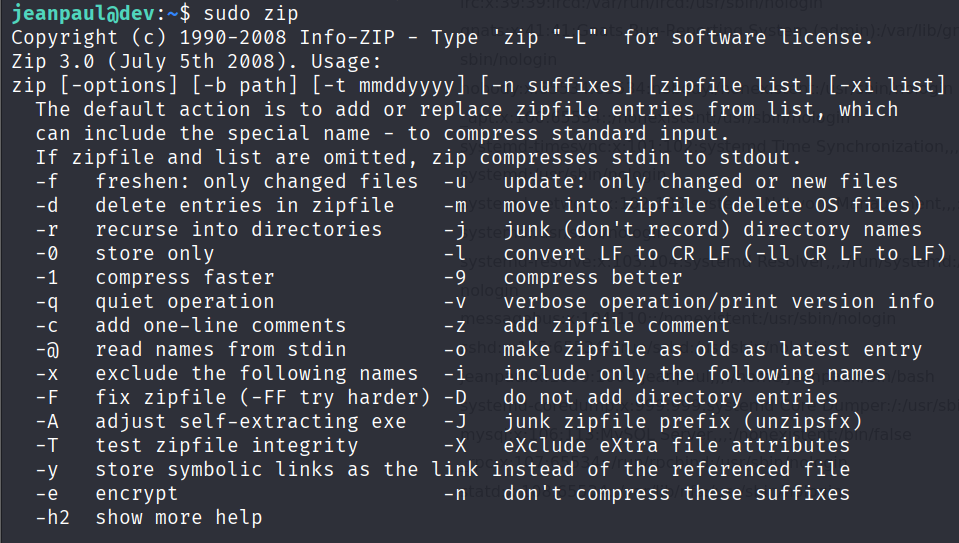 jeanpaul@dev:~$ sudo zip
Copyright (c) 1990-2008 Info-ZIP - Type 'zip "-L"' for software license.
Zip 3.0 (July 5th 2008). Usage:
zip [-options] [-b path] [-t mmddyyyy] [-n suffixes] [zipfile list] [-xi list]
  The default action is to add or replace zipfile entries from list, which
  can include the special name - to compress standard input.
  If zipfile and list are omitted, zip compresses stdin to stdout.
  -f   freshen: only changed files  -u   update: only changed or new files
  -d   delete entries in zipfile    -m   move into zipfile (delete OS files)
  -r   recurse into directories     -j   junk (don't record) directory names
  -0   store only                   -l   convert LF to CR LF (-ll CR LF to LF)
  -1   compress faster              -9   compress better
  -q   quiet operation              -v   verbose operation/print version info
  -c   add one-line comments        -z   add zipfile comment
  -@   read names from stdin        -o   make zipfile as old as latest entry
  -x   exclude the following names  -i   include only the following names
  -F   fix zipfile (-FF try harder) -D   do not add directory entries
  -A   adjust self-extracting exe   -J   junk zipfile prefix (unzipsfx)
  -T   test zipfile integrity       -X   eXclude eXtra file attributes
  -y   store symbolic links as the link instead of the referenced file
  -e   encrypt                      -n   don't compress these suffixes
  -h2  show more help